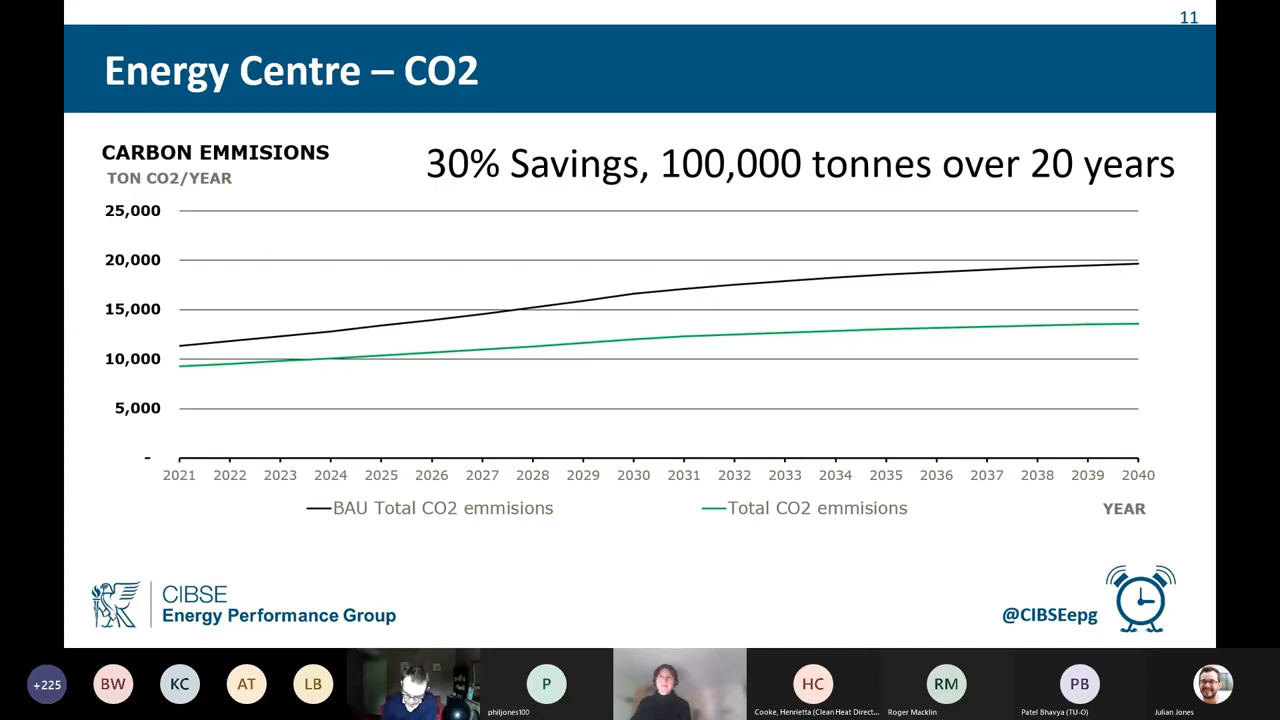 11
Energy Centre – CO2
CARBON EMMISIONS
TON CO2/YEAR
30% Savings, 100,000 tonnes over 20 years
25,000
20,000
15,000
10,000
5,000
-
2021 2022 2023 2024 2025 2026 2027 2028 2029 2030 2031 2032 2033 2034 2035 2036 2037 2038 2039 2040
BAU Total CO2 emmisions
Total CO2 emmisions
YEAR
CIBSE
Energy Performance Group
@CIBSEepg
+225
BW
KC
AT
LB
P
HC
RM
PB
philjones100
Cooke, Henrietta (Clean Heat Direct...
Roger Macklin
Patel Bhavya (TU-O)
Julian Jones